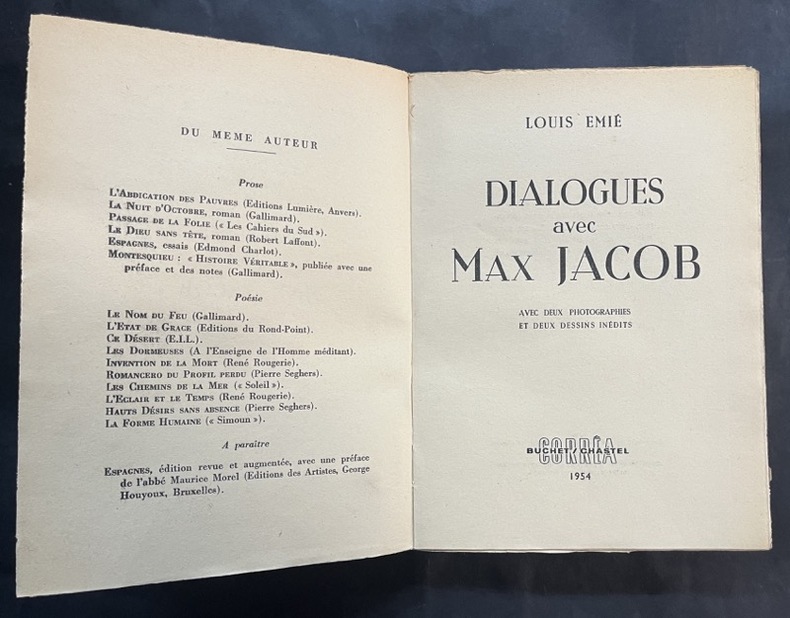 DU MEME AUTEUR
Prose
L'ABDICATION DES PAUVRES (Editions Lumière, Anvers).
LA NUIT D'OCTOBRE, roman (Gallimard).
PASSAGE DE LA FOLIE (« Les Cahiers du Sud »).
LE DIEU SANS TÊTE, roman (Robert Laffont).
ESPAGNES, essais (Edmond Charlot).
MONTESQUIEU : « HISTOIRE VÉRITABLE », publiée avec une
préface et des notes (Gallimard).
Poésie
LE NOM DU FEU (Gallimard).
L'ETAT DE GRACE (Editions du Rond-Point).
CE DÉSERT (E.I.L.).
LES DORMEUSES (A l'Enseigne de l'Homme méditant).
INVENTION DE LA MORT (René Rougerie).
ROMANCERO DU PROFIL PERDU (Pierre Seghers).
LES CHEMINS DE LA MER (« Soleil »).
L'ECLAIR ET LE TEMPS (René Rougerie).
HAUTS DÉSIRS SANS ABSENCE (Pierre Seghers).
LA FORME HUMAINE (« Simoun »).
A paraître
ESPAGNES, édition revue et augmentée, avec une préface
de l'abbé Maurice Morel (Editions des Artistes, George
Houyoux, Bruxelles).
LOUIS EMIÉ
DIALOGUES
avec
MAX JACOB
AVEC DEUX PHOTOGRAPHIES
ET DEUX DESSINS INÉDITS
CORRÊA
BUCHET / CHASTEL
1954